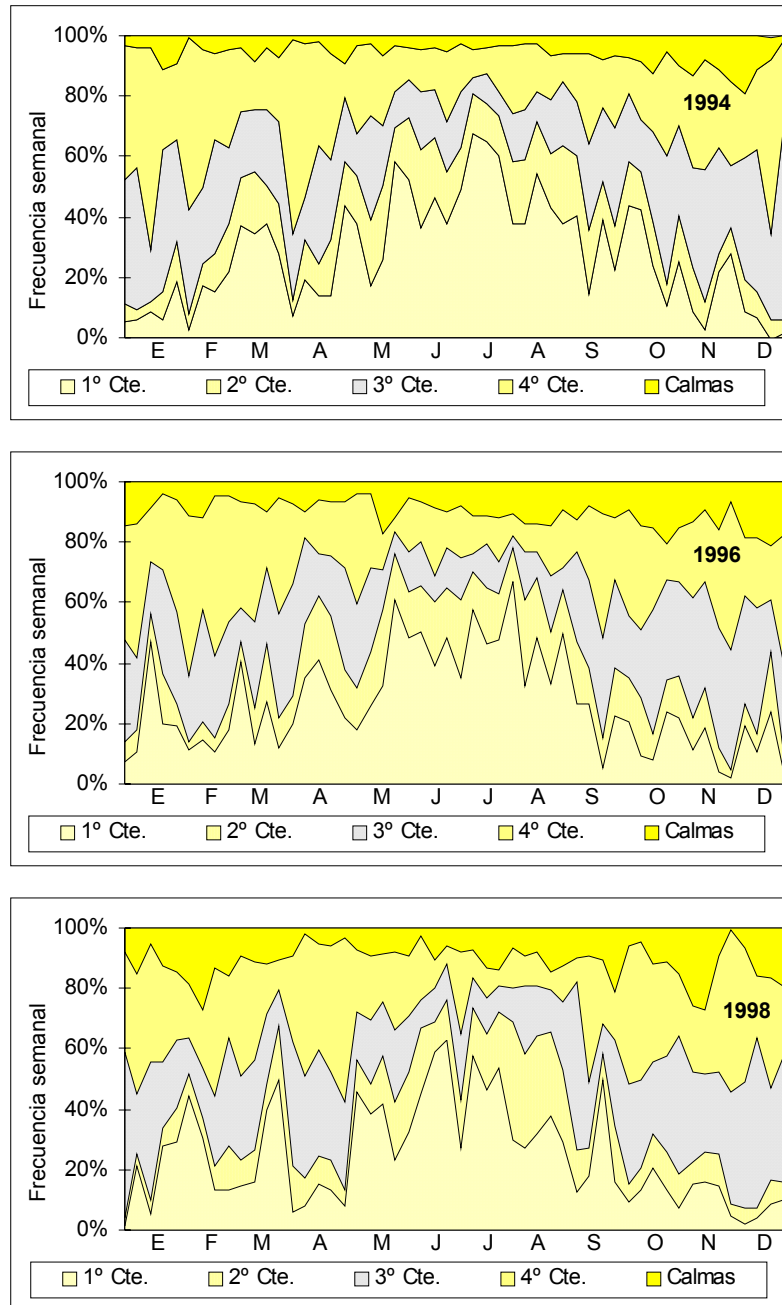 100%
80%
60%
40%
20%
0%
Frecuencia semanal
1994
E F M A M J J A S O N D
1º Cte. 2º Cte. 3º Cte. 4º Cte. Calmas
100%
80%
60%
40%
20%
0%
Frecuencia semanal
1996
E F M A M J J A S O N D
1º Cte. 2º Cte. 3º Cte. 4º Cte. Calmas
100%
80%
60%
40%
20%
0%
Frecuencia semanal
1998
E F M A M J J A S O N D
1º Cte. 2º Cte. 3º Cte. 4º Cte. Calmas